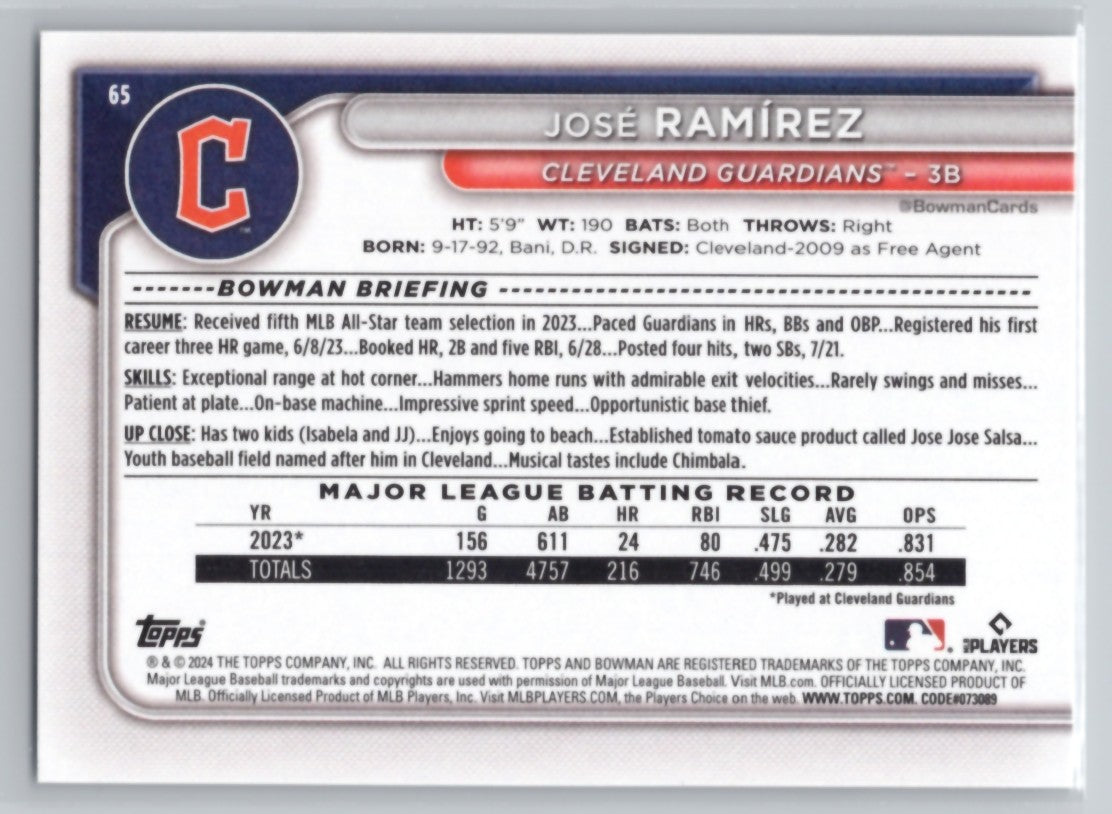 65
C
JOSÉ RAMÍREZ
CLEVELAND GUARDIANS™ – 3B
@BowmanCards
HT: 5'9" WT: 190 BATS: Both THROWS: Right
BORN: 9-17-92, Bani, D.R. SIGNED: Cleveland-2009 as Free Agent
BOWMAN BRIEFING
RESUME: Received fifth MLB All-Star team selection in 2023...Paced Guardians in HRs, BBs and OBP...Registered his first
career three HR game, 6/8/23...Booked HR, 2B and five RBI, 6/28...Posted four hits, two SBs, 7/21.
SKILLS: Exceptional range at hot corner...Hammers home runs with admirable exit velocities...Rarely swings and misses...
Patient at plate...On-base machine...Impressive sprint speed...Opportunistic base thief.
UP CLOSE: Has two kids (Isabela and JJ)...Enjoys going to beach...Established tomato sauce product called Jose Jose Salsa...
Youth baseball field named after him in Cleveland...Musical tastes include Chimbala.
MAJOR LEAGUE BATTING RECORD
YR G AB HR RBI SLG AVG OPS
2023* 156 611 24 80 .475 .282 .831
TOTALS 1293 4757 216 746 .499 .279 .854
*Played at Cleveland Guardians
Topps®
MLB PLAYERS
® & © 2024 THE TOPPS COMPANY, INC. ALL RIGHTS RESERVED. TOPPS AND BOWMAN ARE REGISTERED TRADEMARKS OF THE TOPPS COMPANY, INC.
Major League Baseball trademarks and copyrights are used with permission of Major League Baseball. Visit MLB.com. OFFICIALLY LICENSED PRODUCT OF
MLB. Officially Licensed Product of MLB Players, Inc. Visit MLBPLAYERS.COM, the Players Choice on the web. WWW.TOPPS.COM. CODE#073089